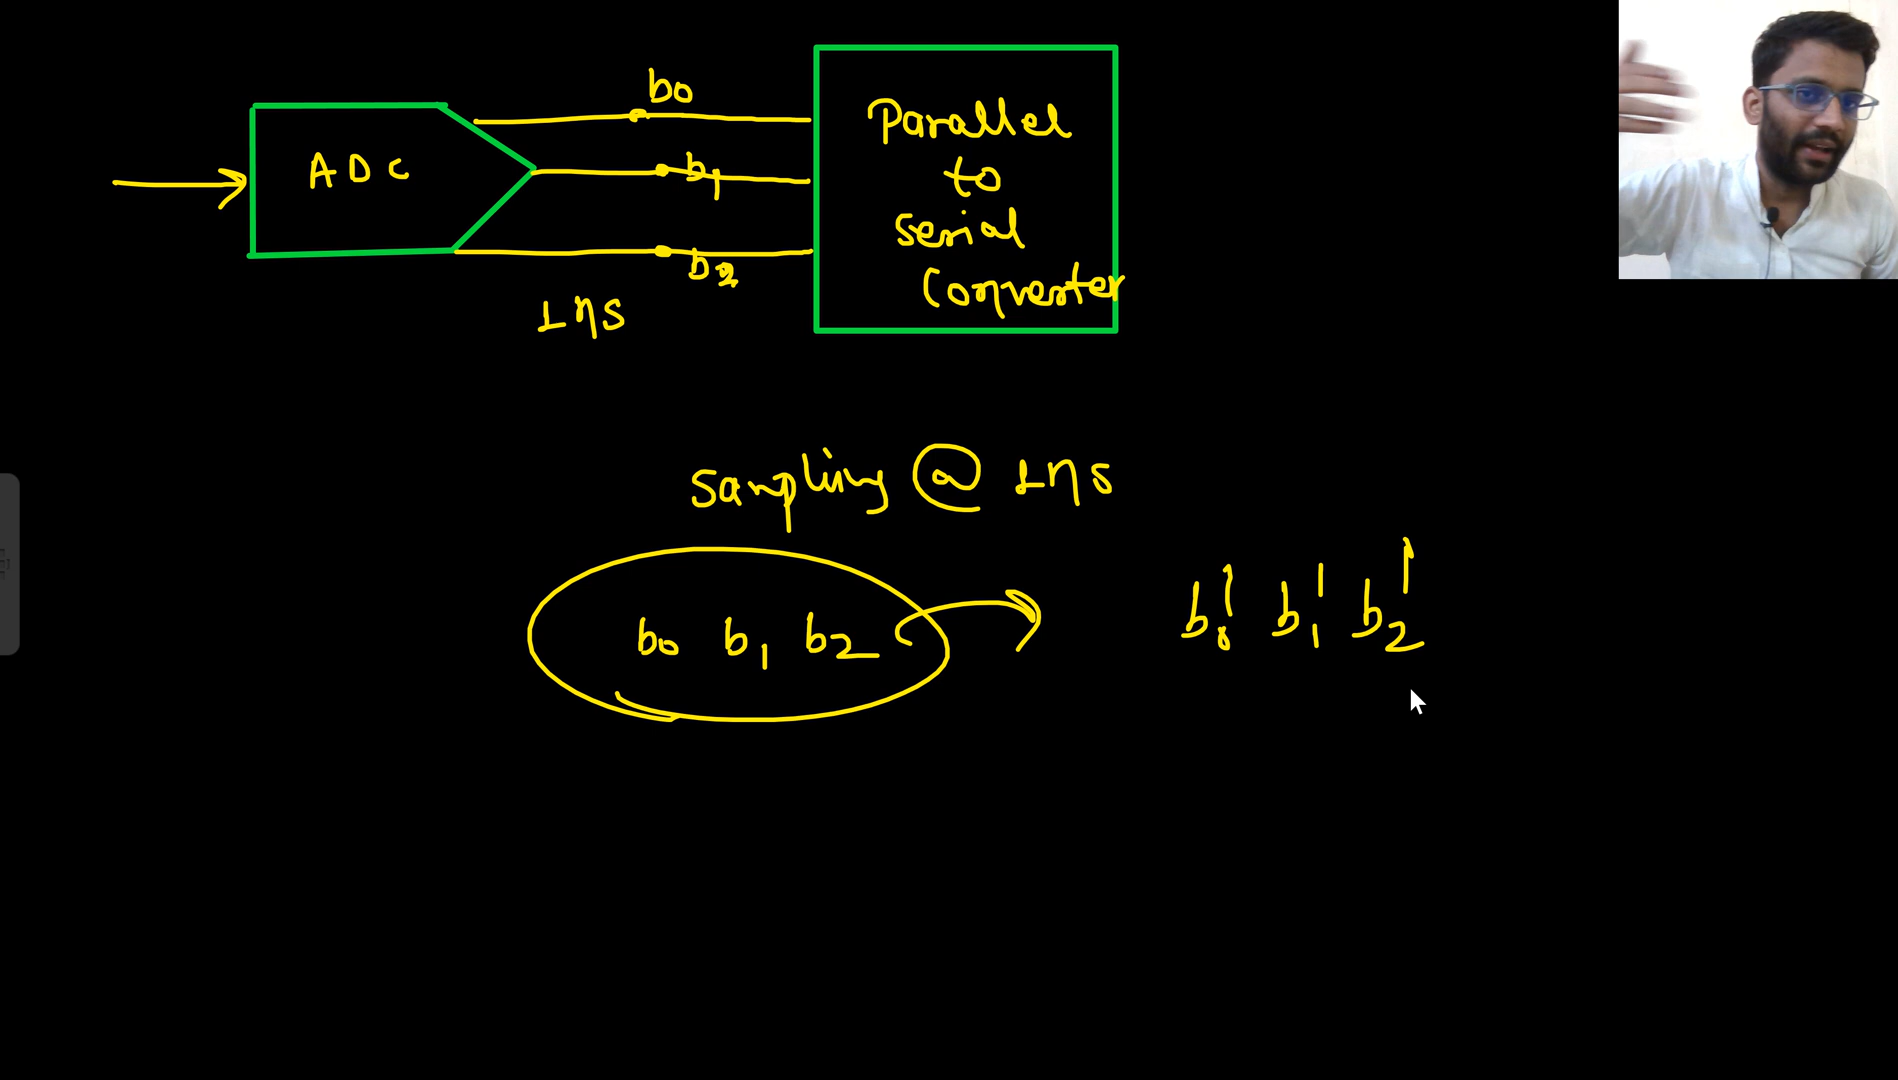 ADC
b0
b1
b2
1ns
Parallel
to
serial
Converter
Sampling @ 1ns
b0 b1 b2
b0' b1' b2'